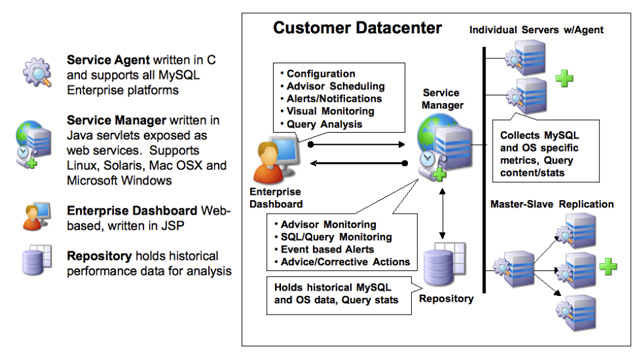 Service Agent written in C
and supports all MySQL
Enterprise platforms
Service Manager written in
Java servlets exposed as
web services.  Supports
Linux, Solaris, Mac OSX and
Microsoft Windows
Enterprise Dashboard Web-
based, written in JSP
Repository holds historical
performance data for analysis
Customer Datacenter
• Configuration
• Advisor Scheduling
• Alerts/Notifications
• Visual Monitoring
• Query Analysis
Service
Manager
Enterprise
Dashboard
• Advisor Monitoring
• SQL/Query Monitoring
• Event based Alerts
• Advice/Corrective Actions
Holds historical MySQL
and OS data, Query stats
Repository
Individual Servers w/Agent
Collects MySQL
and OS specific
metrics, Query
content/stats
Master-Slave Replication